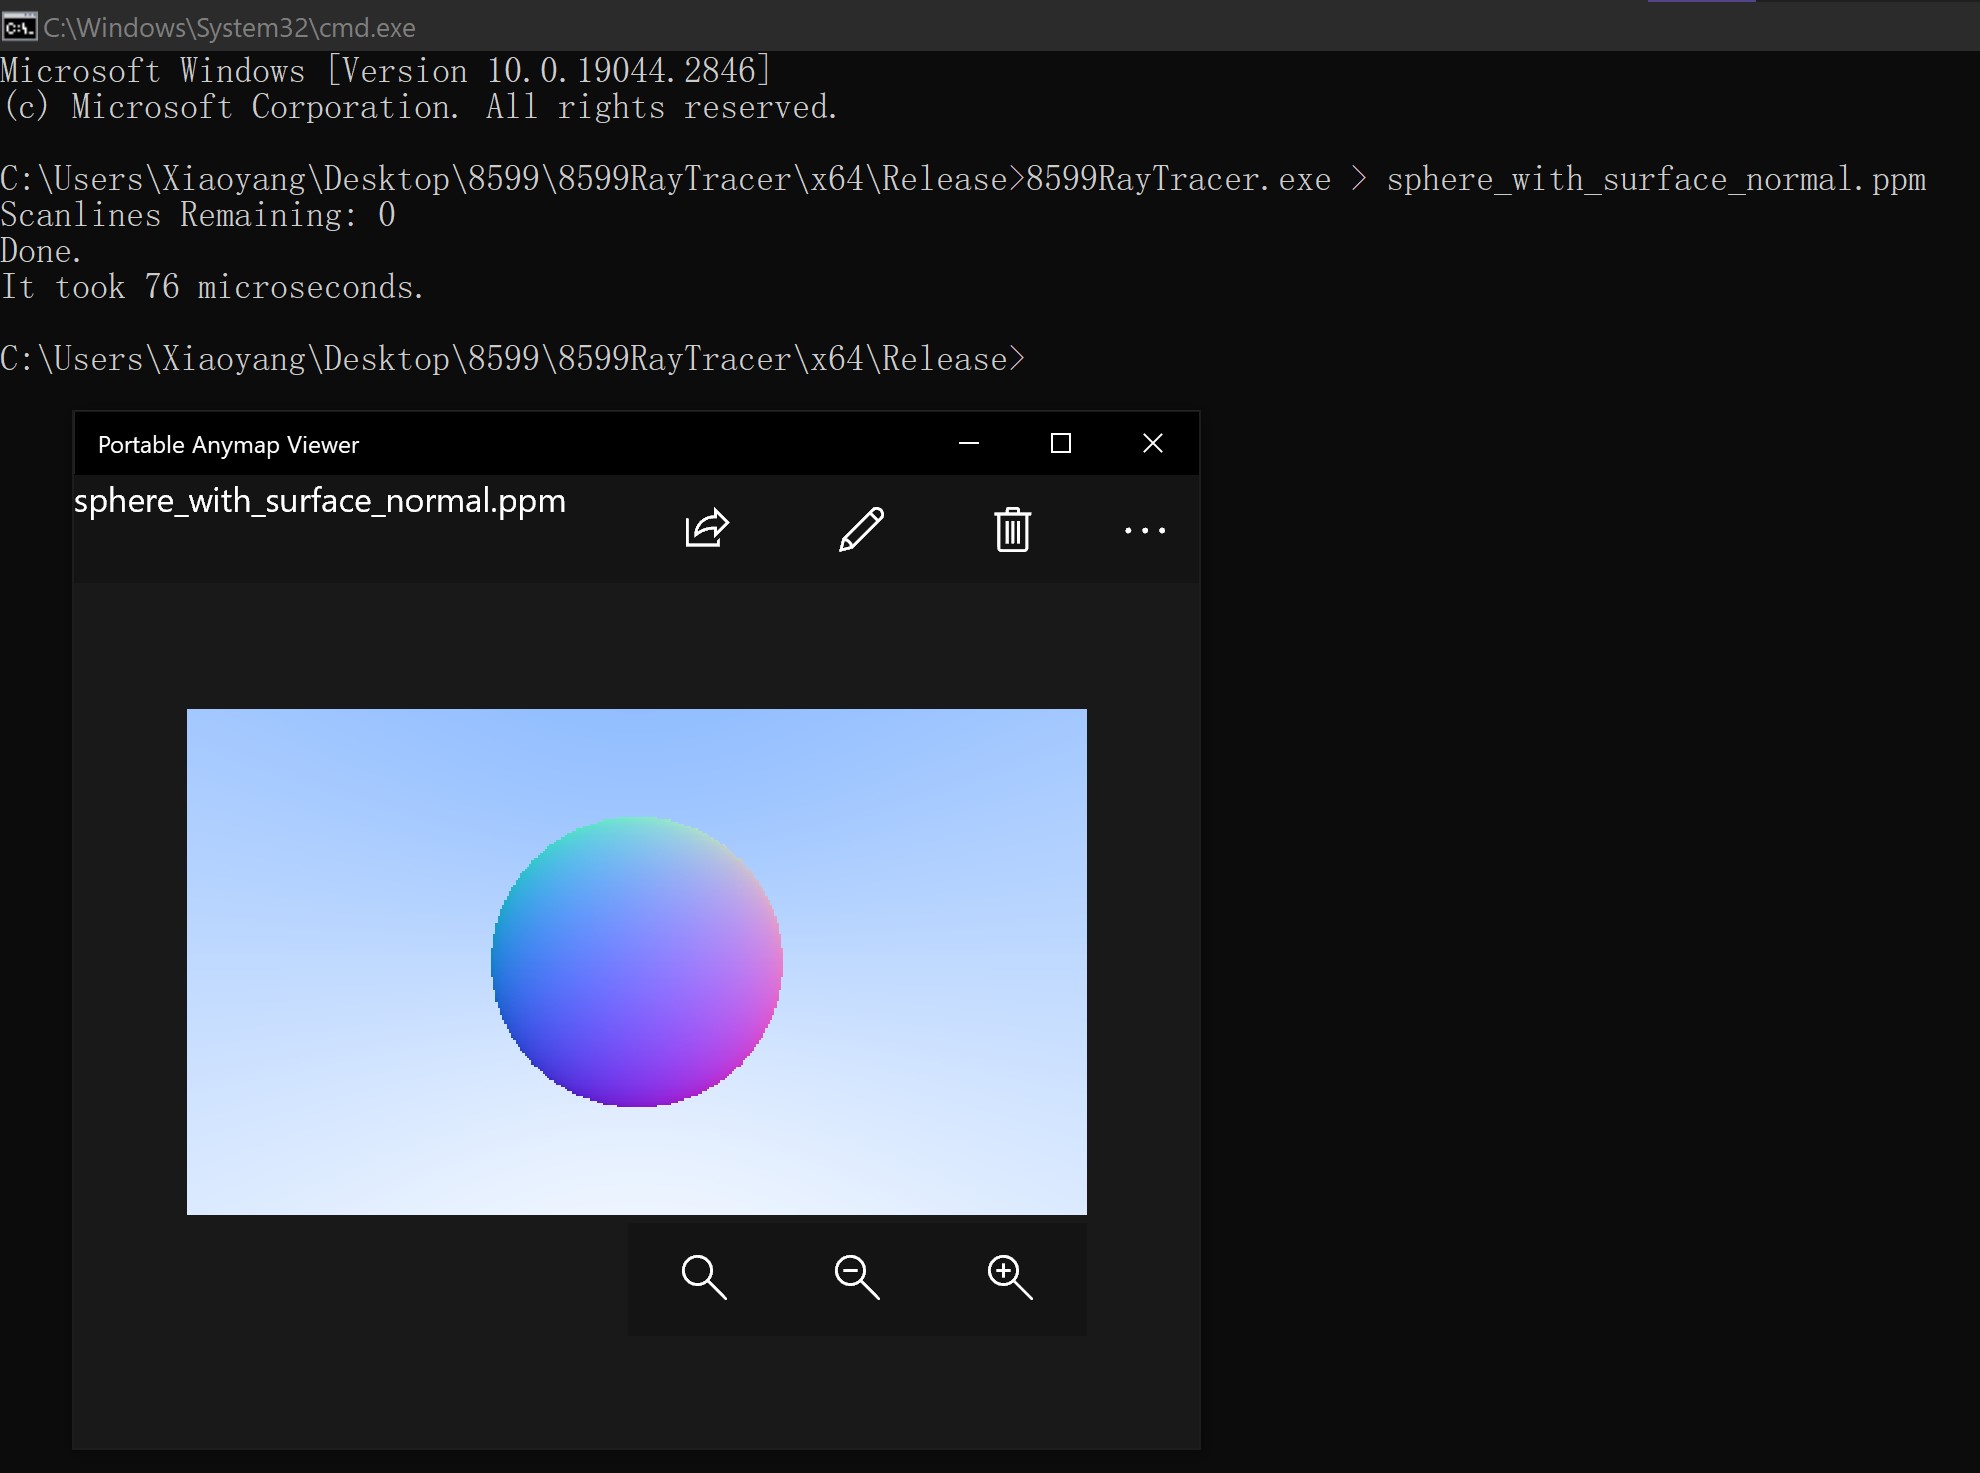 C:\Windows\System32\cmd.exe
Microsoft Windows [Version 10.0.19044.2846]
(c) Microsoft Corporation. All rights reserved.
C:\Users\Xiaoyang\Desktop\8599\8599RayTracer\x64\Release>8599RayTracer.exe > sphere_with_surface_normal.ppm
Scanlines Remaining: 0
Done.
It took 76 microseconds.
C:\Users\Xiaoyang\Desktop\8599\8599RayTracer\x64\Release>
Portable Anymap Viewer
sphere_with_surface_normal.ppm